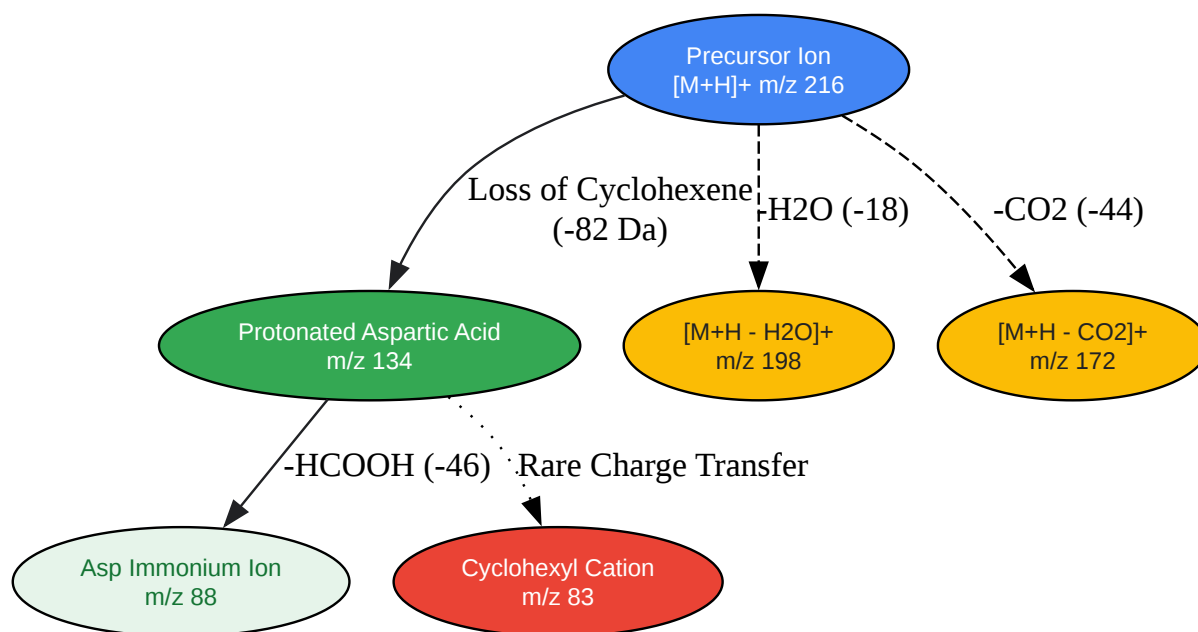 Precursor Ion
[M+H]+ m/z 216
Loss of Cyclohexene
(-82 Da)
-H2O (-18)
-CO2 (-44)
Protonated Aspartic Acid
m/z 134
[M+H - H2O]+
m/z 198
[M+H - CO2]+
m/z 172
-HCOOH (-46)
Rare Charge Transfer
Asp Immonium Ion
m/z 88
Cyclohexyl Cation
m/z 83